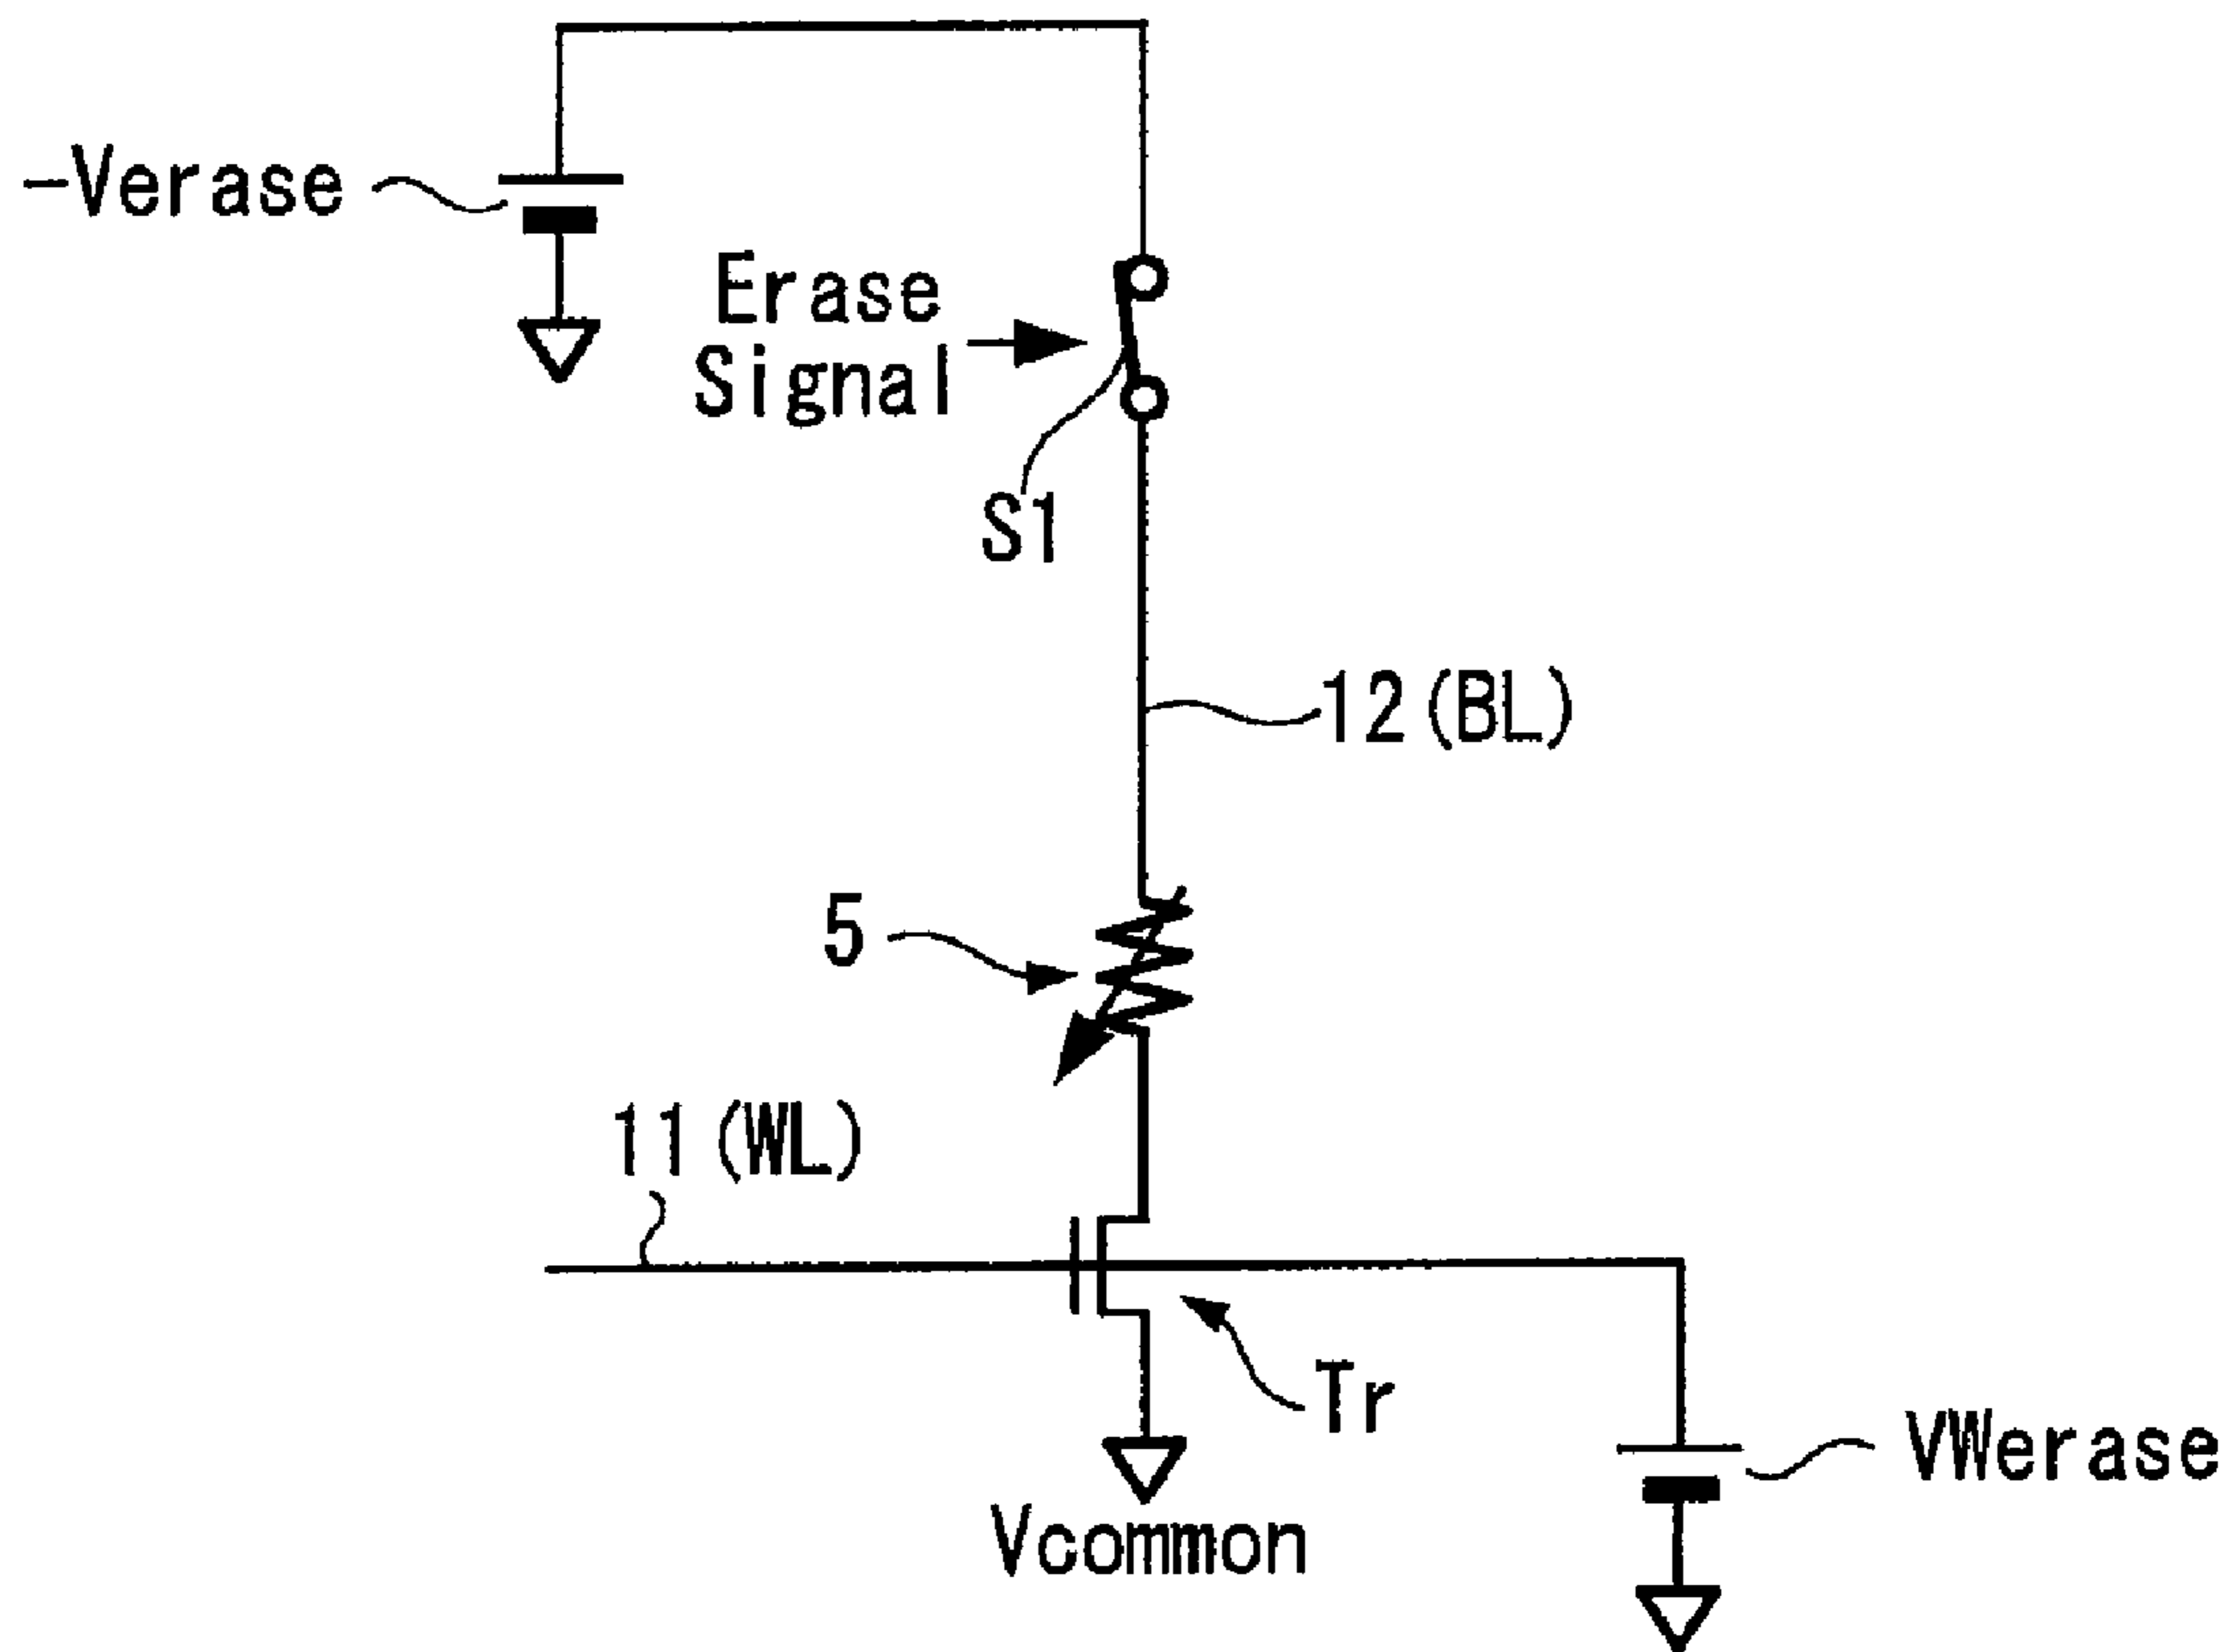 -Verase
Erase
Signal
S1
12(BL)
5
11(WL)
Tr
VWerase
Vcommon